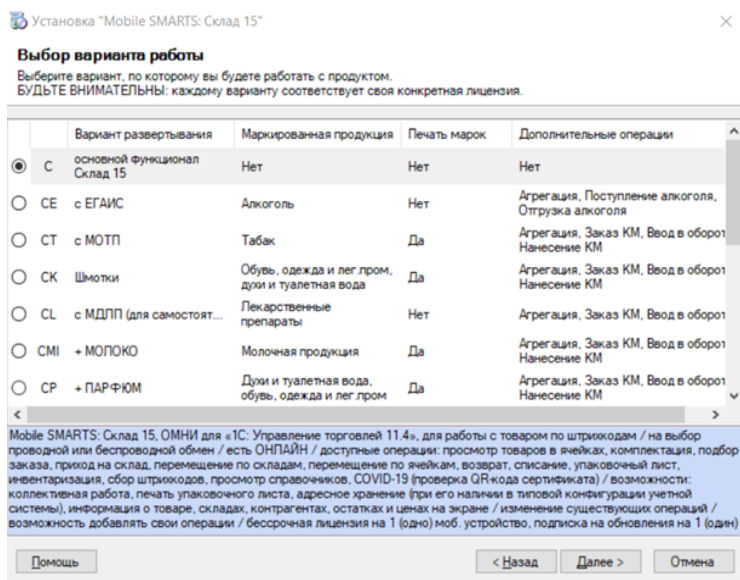 Установка "Mobile SMARTS: Склад 15"
Выбор варианта работы
Выберите вариант, по которому вы будете работать с продуктом.
БУДЬТЕ ВНИМАТЕЛЬНЫ: каждому варианту соответствует своя конкретная лицензия.
Вариант развертывания Маркированная продукция Печать марок Дополнительные операции
С основной функционал Склад 15 Нет Нет Нет
СЕ с ЕГАИС Алкоголь Нет Агрегация, Поступление алкоголя, Отгрузка алкоголя
СТ с МОТП Табак Да Агрегация, Заказ КМ, Ввод в оборот Нанесение КМ
СК Шмотки Обувь, одежда и лег.пром, духи и туалетная вода Да Агрегация, Заказ КМ, Ввод в оборот Нанесение КМ
CL с МДЛП (для самостоят... Лекарственные препараты Нет Агрегация, Заказ КМ, Ввод в оборот
CMI + МОЛОКО Молочная продукция Да Агрегация, Заказ КМ, Ввод в оборот Нанесение КМ
CP + ПАРФЮМ Духи и туалетная вода, обувь, одежда и лег.пром Да Агрегация, Заказ КМ, Ввод в оборот Нанесение КМ
Mobile SMARTS: Склад 15, ОМНИ для «1С: Управление торговлей 11.4», для работы с товаром по штрихкодам / на выбор
проводной или беспроводной обмен / есть ОНЛАЙН / доступные операции: просмотр товаров в ячейках, комплектация, подбор
заказа, приход на склад, перемещение по складам, перемещение по ячейкам, возврат, списание, упаковочный лист,
инвентаризация, сбор штрихкодов, просмотр справочников, COVID-19 (проверка QR-кода сертификата) / возможности:
коллективная работа, печать упаковочного листа, адресное хранение (при его наличии в типовой конфигурации учетной
системы), информация о товаре, складах, контрагентах, остатках и ценах на экране / изменение существующих операций /
возможность добавлять свои операции / бессрочная лицензия на 1 (одно) моб. устройство, подписка на обновления на 1 (один)
Помощь < Назад Далее > Отмена